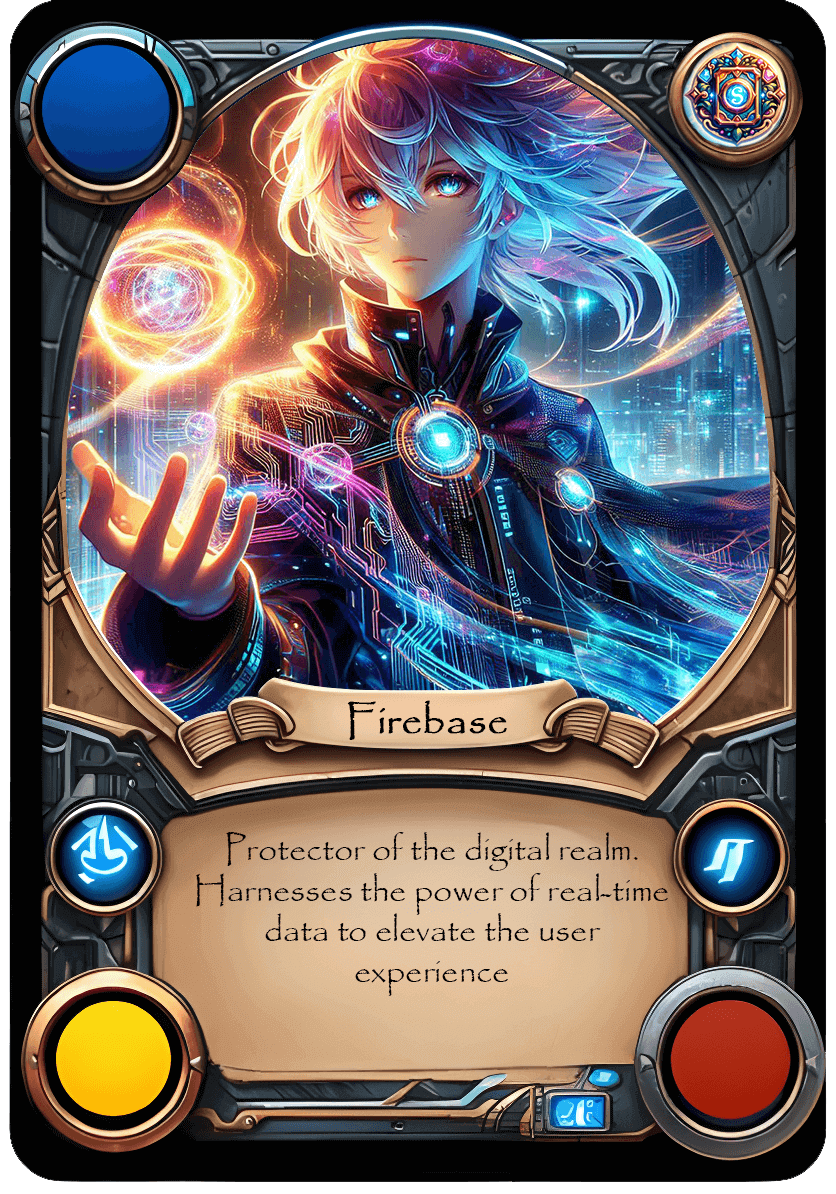 S
Firebase
Protector of the digital realm.
Harnesses the power of real-time
data to elevate the user
experience